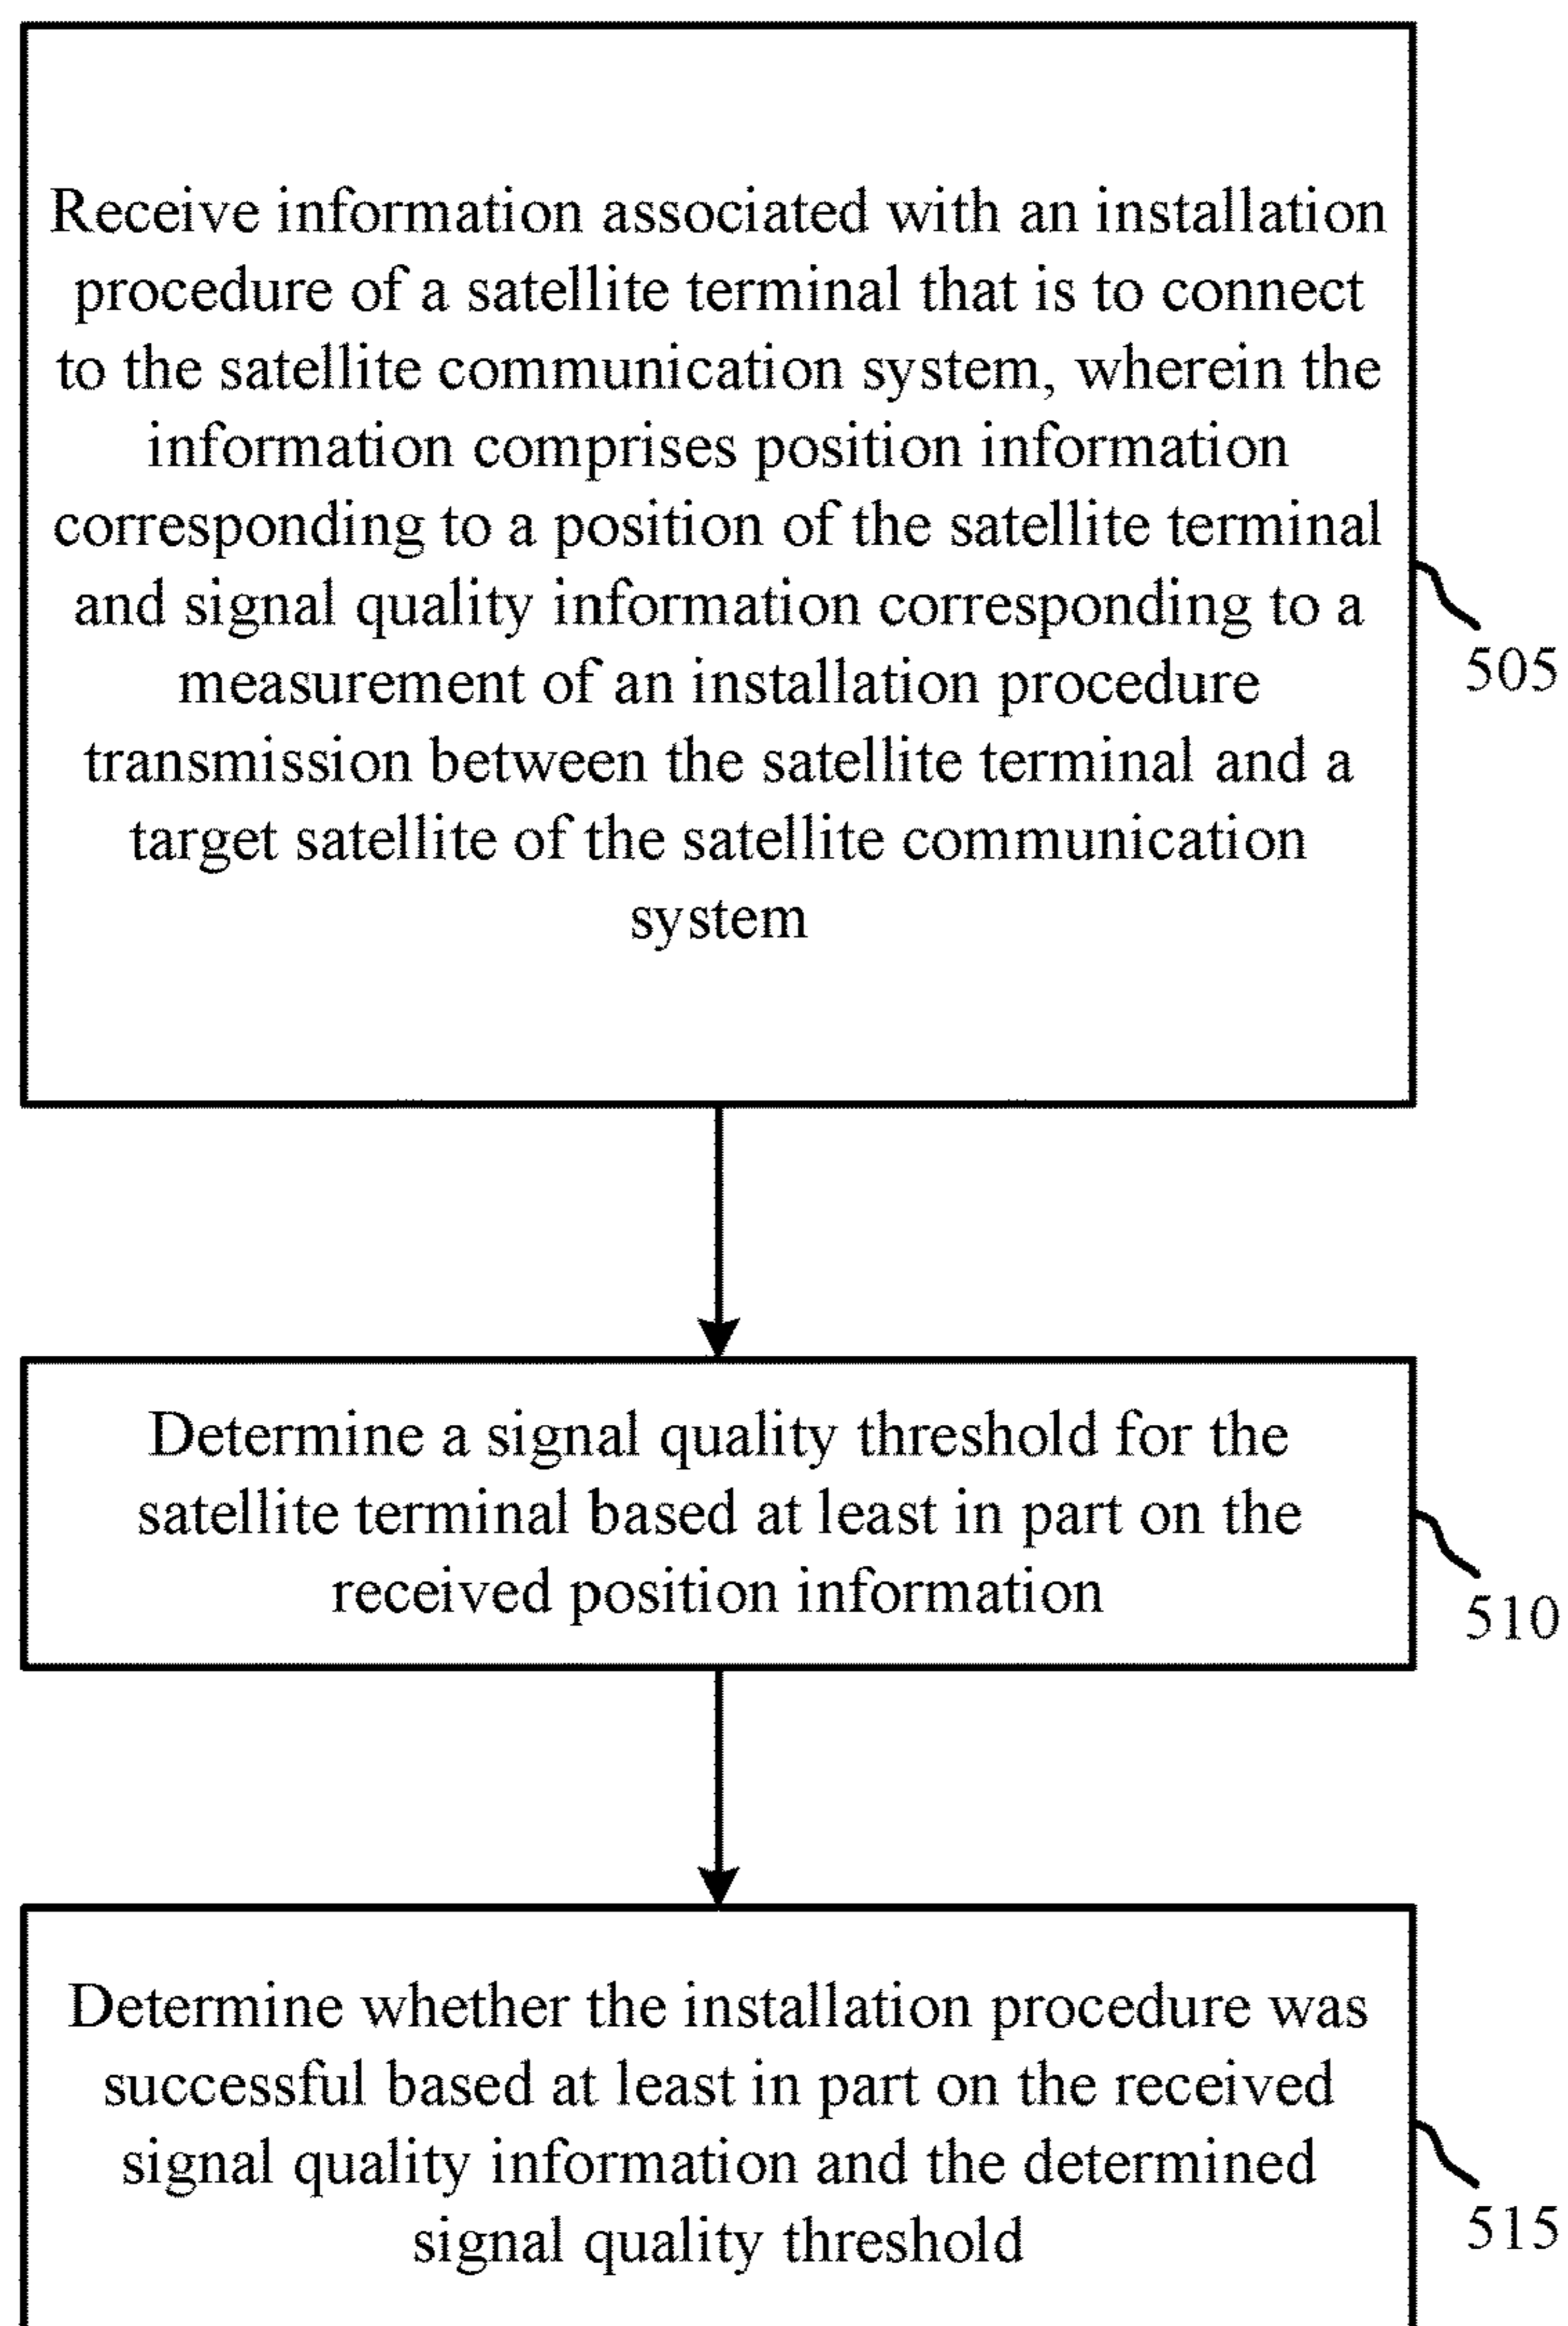 Receive information associated with an installation
procedure of a satellite terminal that is to connect
to the satellite communication system, wherein the
information comprises position information
corresponding to a position of the satellite terminal
and signal quality information corresponding to a
measurement of an installation procedure
transmission between the satellite terminal and a
target satellite of the satellite communication
system
505
Determine a signal quality threshold for the
satellite terminal based at least in part on the
received position information
510
Determine whether the installation procedure was
successful based at least in part on the received
signal quality information and the determined
signal quality threshold
515